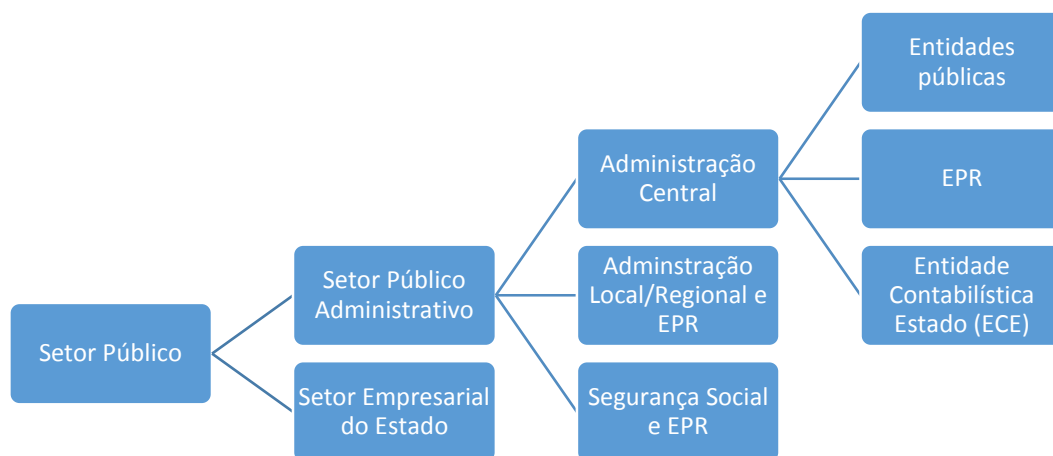 Entidades
públicas
Administração
Central
EPR
Setor Público
Administrativo
Adminstração
Local/Regional e
EPR
Entidade
Contabilística
Estado (ECE)
Setor Público
Setor Empresarial
do Estado
Segurança Social
e EPR